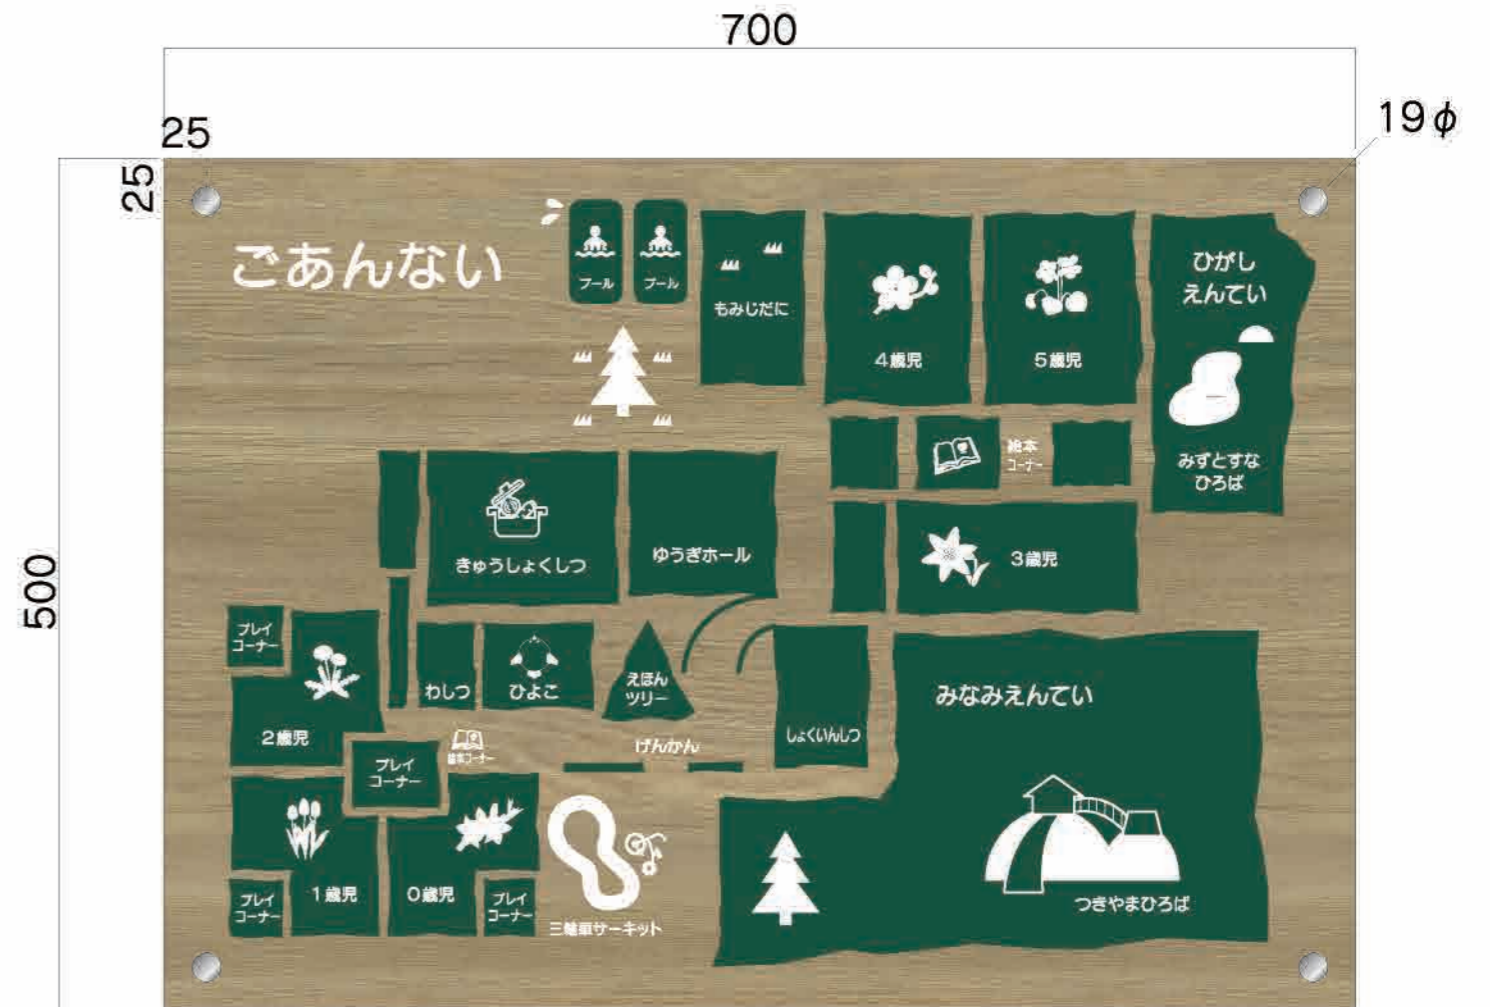 700
25
19φ
25
500
ごあんない
プール
プール
もみじだに
4歳児
5歳児
ひがし
えんてい
みずとすな
ひろば
絵本
コーナー
きゅうしょくしつ
ゆうぎホール
3歳児
プレイ
コーナー
2歳児
わしつ
ひよこ
えほん
ツリー
しょくいんしつ
みなみえんてい
げんかん
絵本コーナー
プレイ
コーナー
1歳児
0歳児
プレイ
コーナー
プレイ
コーナー
三輪車サーキット
つきやまひろば